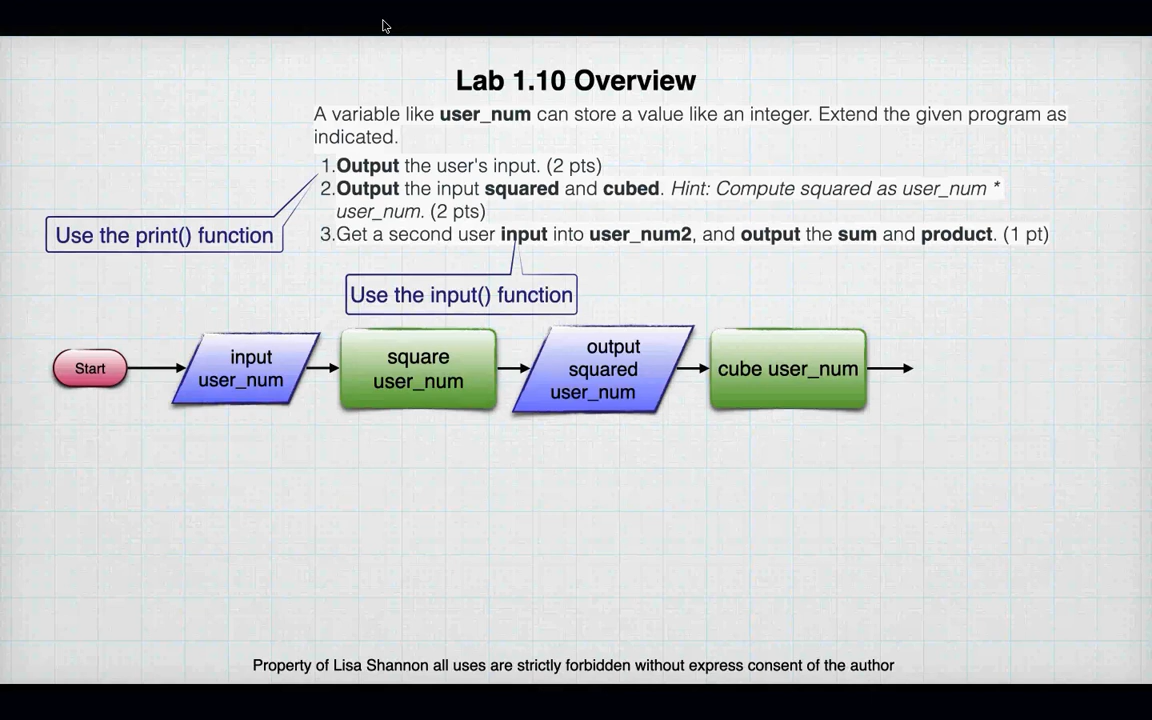 Lab 1.10 Overview
A variable like user_num can store a value like an integer. Extend the given program as
indicated.
1.Output the user's input. (2 pts)
2.Output the input squared and cubed. Hint: Compute squared as user_num *
user_num. (2 pts)
3.Get a second user input into user_num2, and output the sum and product. (1 pt)
Use the print() function
Use the input() function
Start
input
user_num
square
user_num
output
squared
user_num
cube user_num
Property of Lisa Shannon all uses are strictly forbidden without express consent of the author